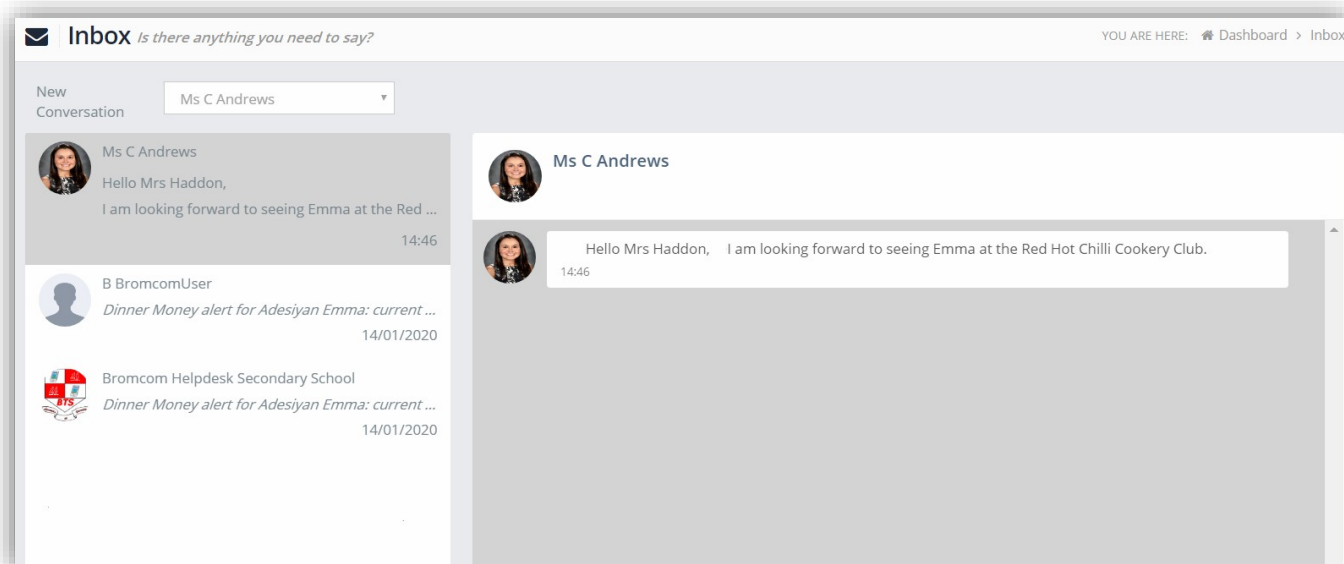 Inbox Is there anything you need to say?
YOU ARE HERE: Dashboard > Inbox
New
Conversation
Ms C Andrews
Ms C Andrews
Hello Mrs Haddon,
I am looking forward to seeing Emma at the Red ...
14:46
B BromcomUser
Dinner Money alert for Adesiyan Emma: current ...
14/01/2020
BTS
Bromcom Helpdesk Secondary School
Dinner Money alert for Adesiyan Emma: current ...
14/01/2020
Ms C Andrews
Hello Mrs Haddon, I am looking forward to seeing Emma at the Red Hot Chilli Cookery Club.
14:46